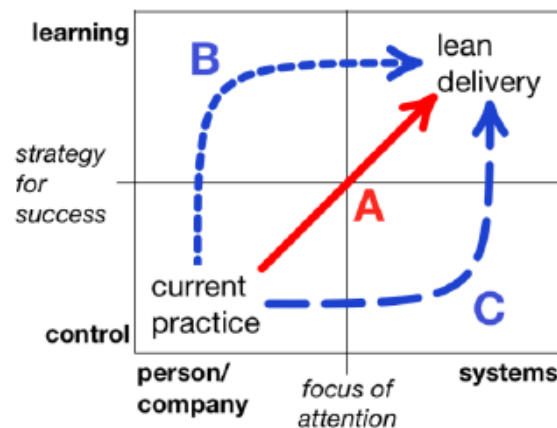 learning
B
lean
delivery
strategy
for
success
A
current
practice
C
control
person/
company
focus of
attention
systems